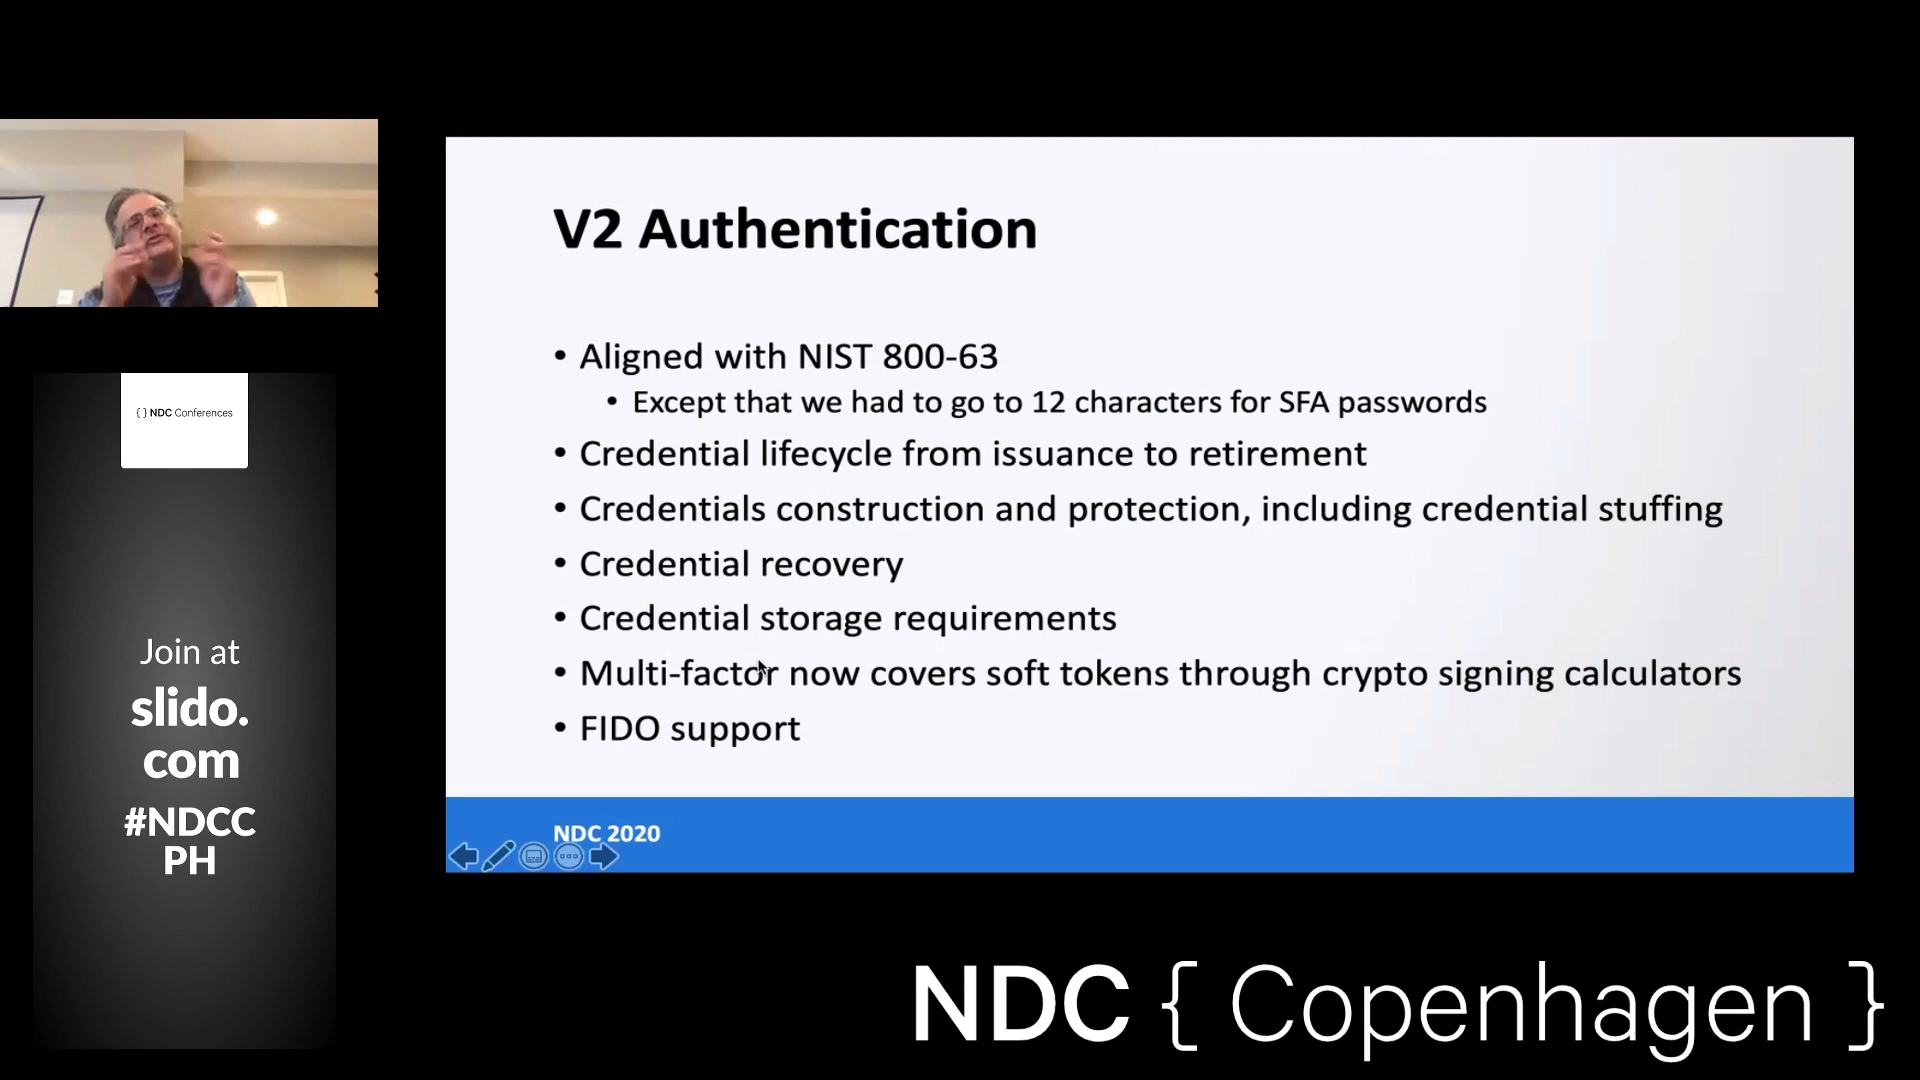 {} NDC Conferences
Join at
slido.
com
#NDCC
PH
V2 Authentication
• Aligned with NIST 800-63
• Except that we had to go to 12 characters for SFA passwords
• Credential lifecycle from issuance to retirement
• Credentials construction and protection, including credential stuffing
• Credential recovery
• Credential storage requirements
• Multi-factor now covers soft tokens through crypto signing calculators
• FIDO support
NDC 2020
NDC { Copenhagen }